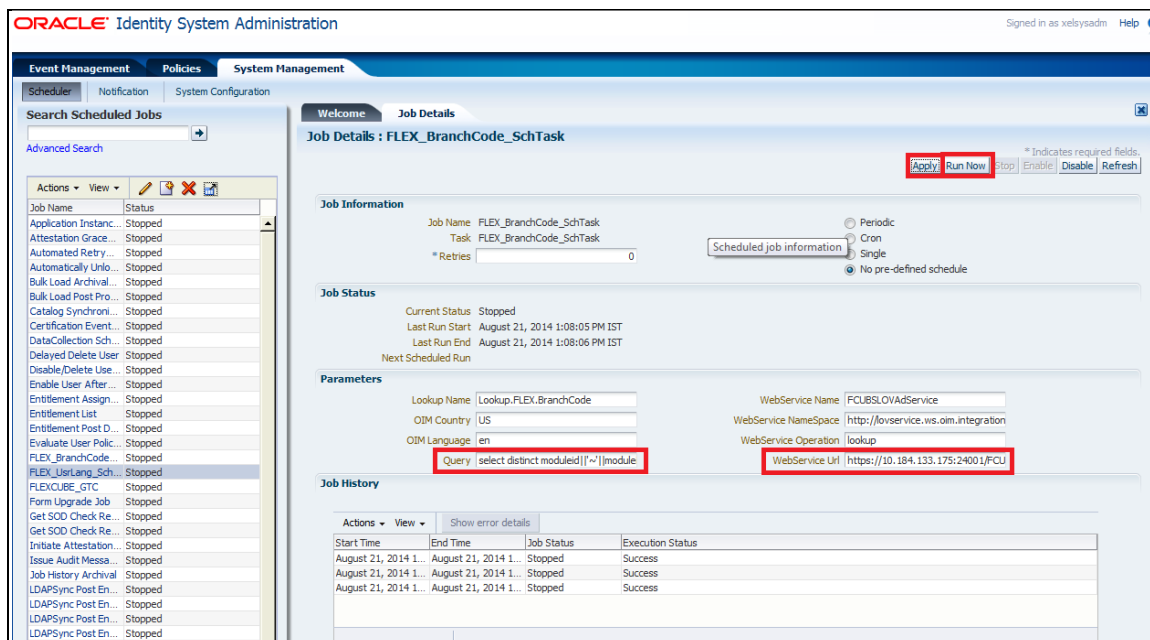 ORACLE Identity System Administration
Signed in as xelsysadm Help
Event Management Policies System Management
Scheduler Notification System Configuration
Search Scheduled Jobs
Advanced Search
Actions View
Job Name Status
Application Instanc... Stopped
Attestation Grace... Stopped
Automated Retry... Stopped
Automatically Unlo... Stopped
Bulk Load Archival... Stopped
Bulk Load Post Pro... Stopped
Catalog Synchroni... Stopped
Certification Event... Stopped
DataCollection Sch... Stopped
Delayed Delete User Stopped
Disable/Delete Use... Stopped
Enable User After... Stopped
Entitlement Assign... Stopped
Entitlement List Stopped
Entitlement Post D... Stopped
Evaluate User Polic... Stopped
FLEX_BranchCode... Stopped
FLEX_UsrLang_Sch... Stopped
FLEXCUBE_GTC Stopped
Form Upgrade Job Stopped
Get SOD Check Re... Stopped
Get SOD Check Re... Stopped
Initiate Attestation... Stopped
Issue Audit Messa... Stopped
Job History Archival Stopped
LDAPSync Post En... Stopped
LDAPSync Post En... Stopped
LDAPSync Post En... Stopped
LDAPSync Post En... Stopped
Welcome Job Details
Job Details : FLEX_BranchCode_SchTask
* Indicates required fields.
Apply Run Now Stop Enable Disable Refresh
Job Information
Job Name FLEX_BranchCode_SchTask
Task FLEX_BranchCode_SchTask
* Retries 0
Periodic
Cron
Single
No pre-defined schedule
Scheduled job information
Job Status
Current Status Stopped
Last Run Start August 21, 2014 1:08:05 PM IST
Last Run End August 21, 2014 1:08:06 PM IST
Next Scheduled Run
Parameters
Lookup Name Lookup.FLEX.BranchCode
OIM Country US
OIM Language en
Query select distinct moduleid||'~'||module
WebService Name FCUBSLOVAdService
WebService NameSpace http://lovservice.ws.oim.integration
WebService Operation lookup
WebService Url https://10.184.133.175:24001/FCU
Job History
Actions View Show error details
Start Time End Time Job Status Execution Status
August 21, 2014 1... August 21, 2014 1... Stopped Success
August 21, 2014 1... August 21, 2014 1... Stopped Success
August 21, 2014 1... August 21, 2014 1... Stopped Success